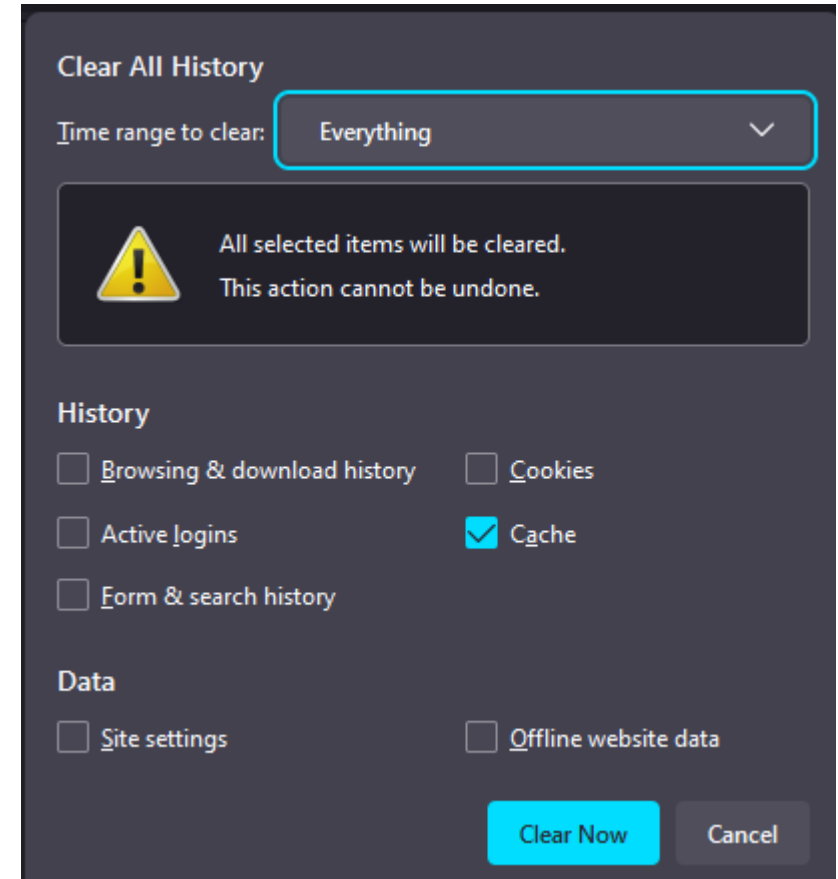 Clear All History
Time range to clear: Everything
All selected items will be cleared.
This action cannot be undone.
History
Browsing & download history Cookies
Active logins Cache
Form & search history
Data
Site settings Offline website data
Clear Now Cancel